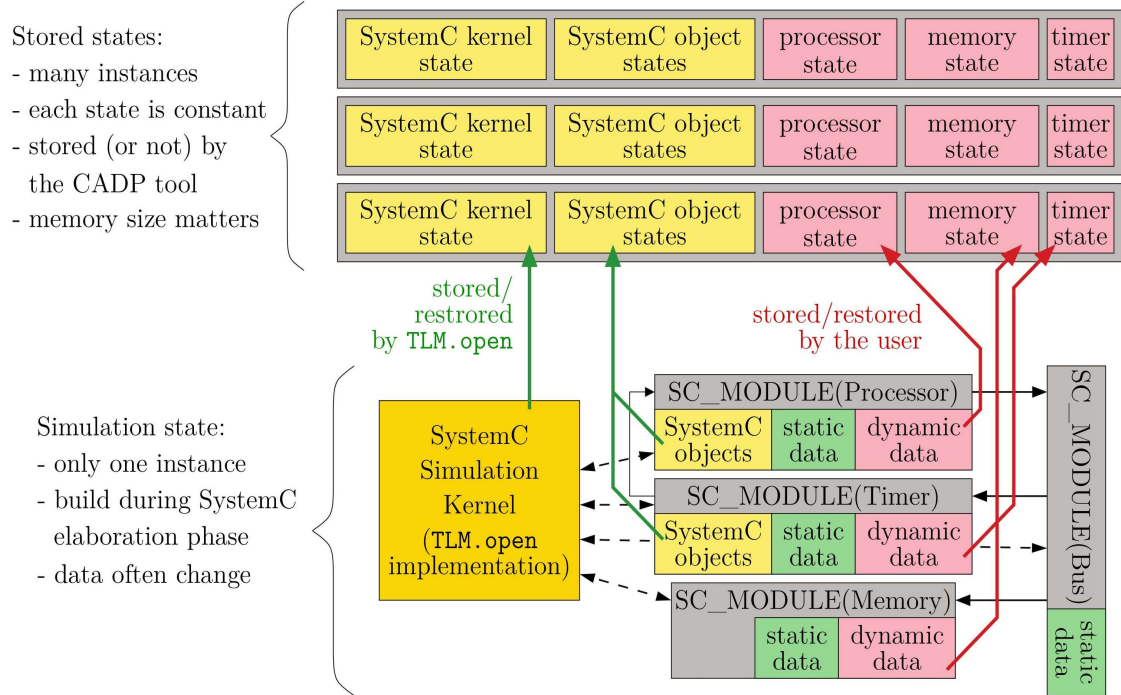 Stored states:
- many instances
- each state is constant
- stored (or not) by
the CADP tool
- memory size matters
SystemC kernel
state
SystemC object
states
processor
state
memory
state
timer
state
SystemC kernel
state
SystemC object
states
processor
state
memory
state
timer
state
SystemC kernel
state
SystemC object
states
processor
state
memory
state
timer
state
stored/
restrored
by TLM.open
stored/restored
by the user
Simulation state:
- only one instance
- build during SystemC
elaboration phase
- data often change
SystemC
Simulation
Kernel
(TLM.open
implementation)
SC_MODULE(Processor)
SystemC
objects
static
data
dynamic
data
SC_MODULE(Timer)
SystemC
objects
static
data
dynamic
data
SC_MODULE(Memory)
static
data
dynamic
data
SC_MODULE(Bus)
static
data